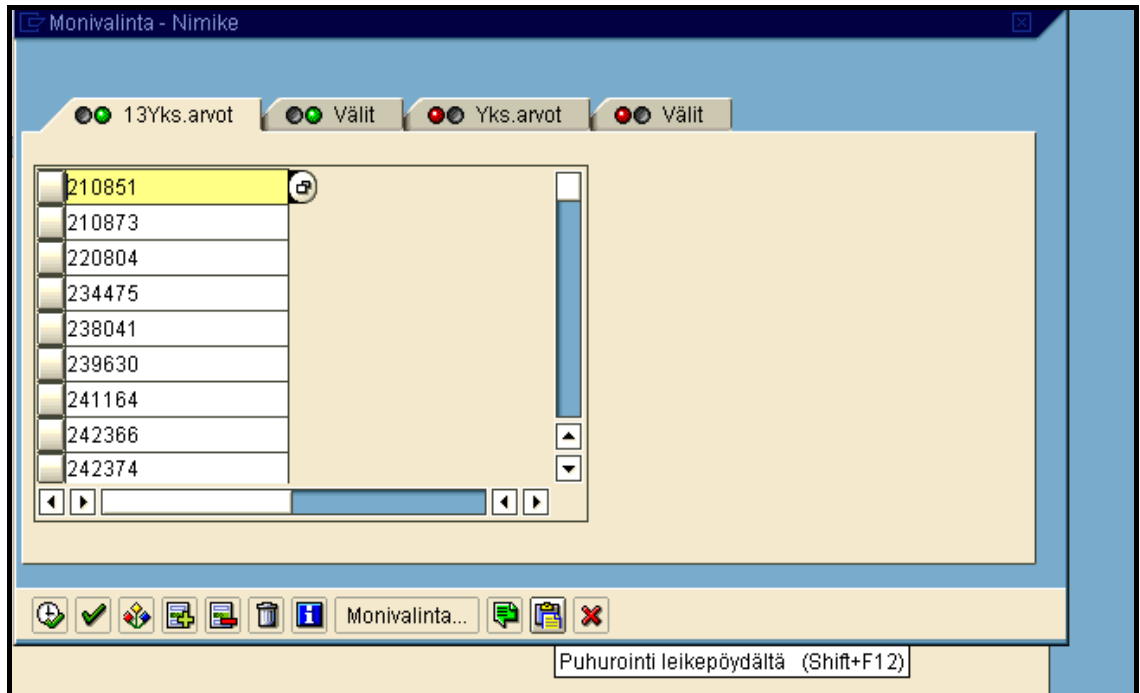 Monivalinta - Nimike
13Yks.arvot Välit Yks.arvot Välit
210851
210873
220804
234475
238041
239630
241164
242366
242374
Monivalinta...
Puhurointi leikepöydältä (Shift+F12)